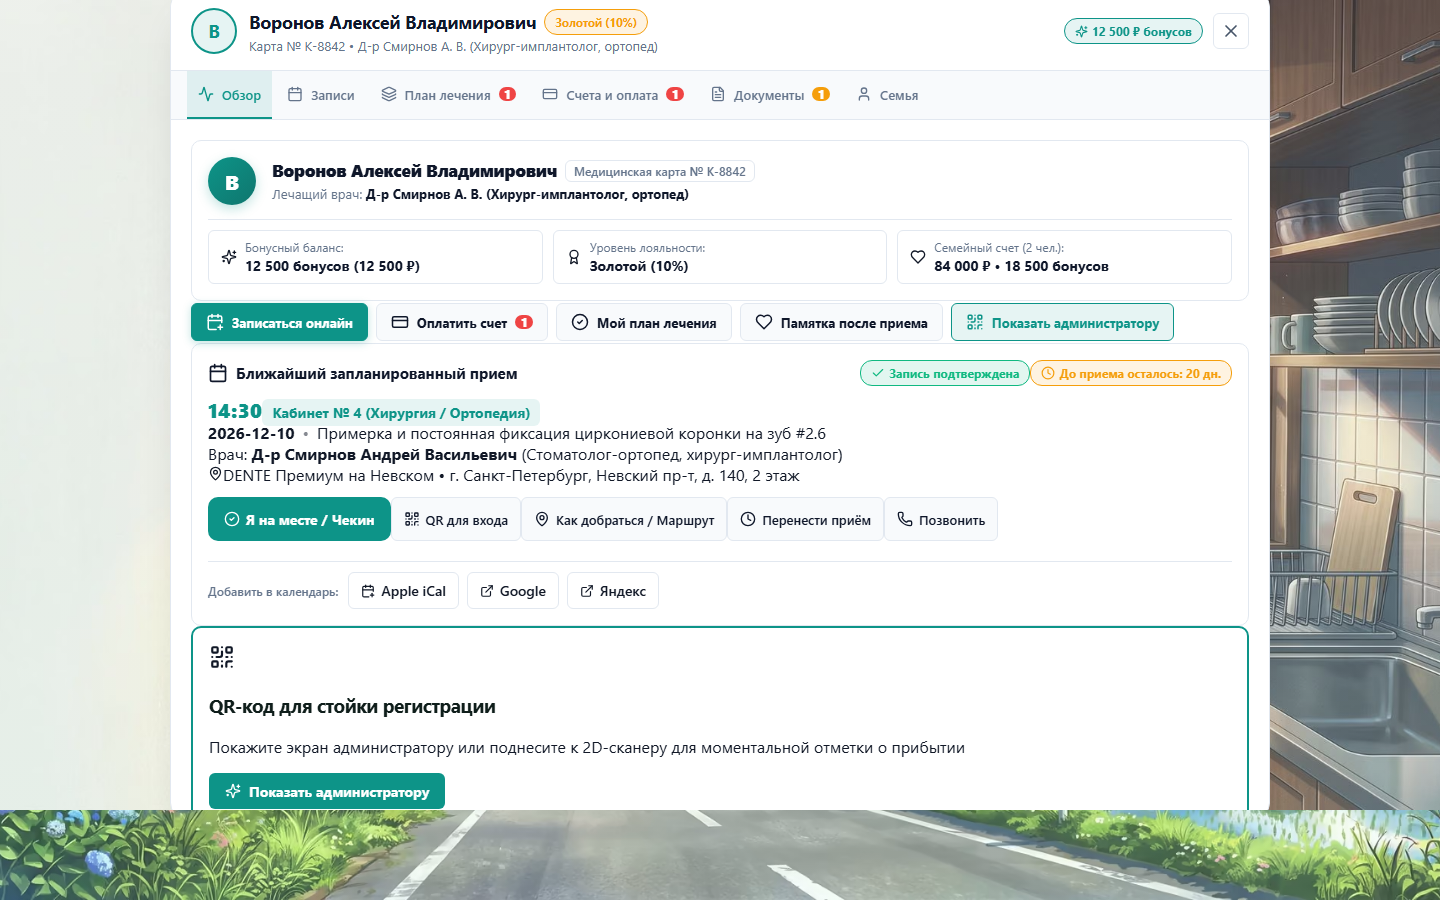 В
Воронов Алексей Владимирович Золотой (10%)
Карта № К-8842 • Д-р Смирнов А. В. (Хирург-имплантолог, ортопед)
12 500 ₽ бонусов
Обзор Записи План лечения 1 Счета и оплата 1 Документы 1 Семья
В
Воронов Алексей Владимирович Медицинская карта № К-8842
Лечащий врач: Д-р Смирнов А. В. (Хирург-имплантолог, ортопед)
Бонусный баланс:
12 500 бонусов (12 500 ₽)
Уровень лояльности:
Золотой (10%)
Семейный счет (2 чел.):
84 000 ₽ • 18 500 бонусов
Записаться онлайн Оплатить счет 1 Мой план лечения Памятка после приема Показать администратору
Ближайший запланированный прием Запись подтверждена До приема осталось: 20 дн.
14:30 Кабинет № 4 (Хирургия / Ортопедия)
2026-12-10 • Примерка и постоянная фиксация циркониевой коронки на зуб #2.6
Врач: Д-р Смирнов Андрей Васильевич (Стоматолог-ортопед, хирург-имплантолог)
DENTE Премиум на Невском • г. Санкт-Петербург, Невский пр-т, д. 140, 2 этаж
Я на месте / Чекин QR для входа Как добраться / Маршрут Перенести приём Позвонить
Добавить в календарь: Apple iCal Google Яндекс
QR-код для стойки регистрации
Покажите экран администратору или поднесите к 2D-сканеру для моментальной отметки о прибытии
Показать администратору